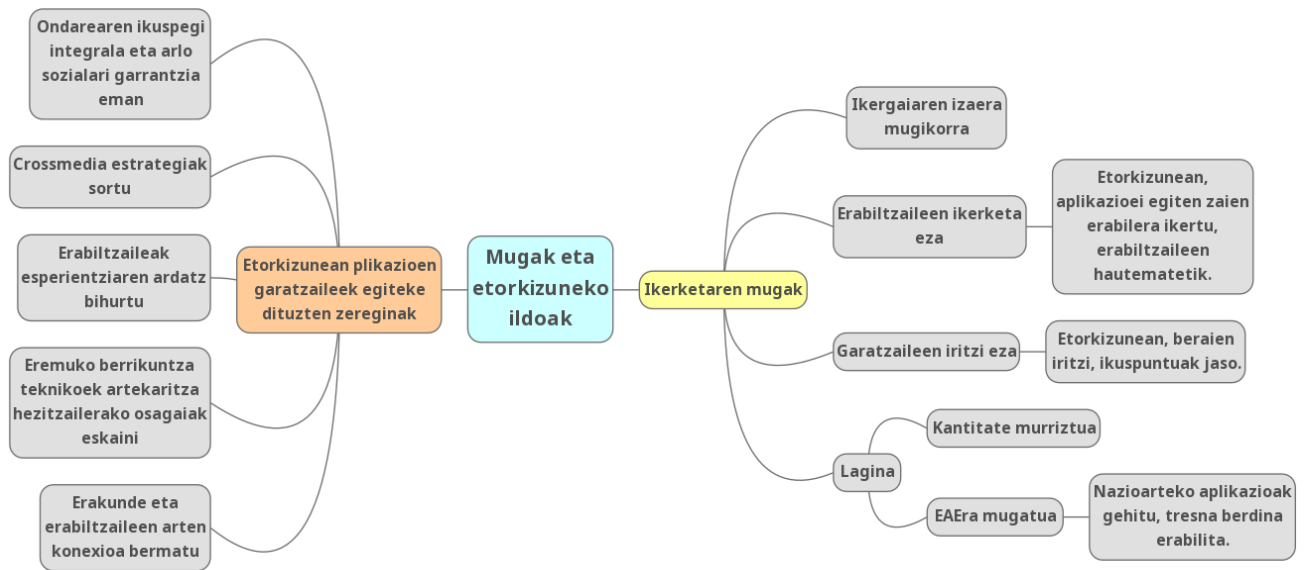 Ondarearen ikuspegi
integrala eta arlo
sozialari garrantzia
eman
Crossmedia estrategiak
sortu
Erabiltzaileak
esperientziaren ardatz
bihurtu
Eremuko berrikuntza
teknikoek artekaritza
hezitzailerako osagaiak
eskaini
Erakunde eta
erabiltzaileen arten
konexioa bermatu
Etorkizunean plikazioen
garatzaileek egiteke
dituzten zereginak
Mugak eta
etorkizuneko
ildoak
Ikerketaren mugak
Ikergaiaren izaera
mugikorra
Erabiltzaileen ikerketa
eza
Etorkizunean,
aplikazioei egiten zaien
erabilera ikertu,
erabiltzaileen
hautematetik.
Garatzaileen iritzi eza
Etorkizunean, beraien
iritzi, ikuspuntuak jaso.
Lagina
Kantitate murriztua
EAEra mugatua
Nazioarteko aplikazioak
gehitu, tresna berdina
erabilita.